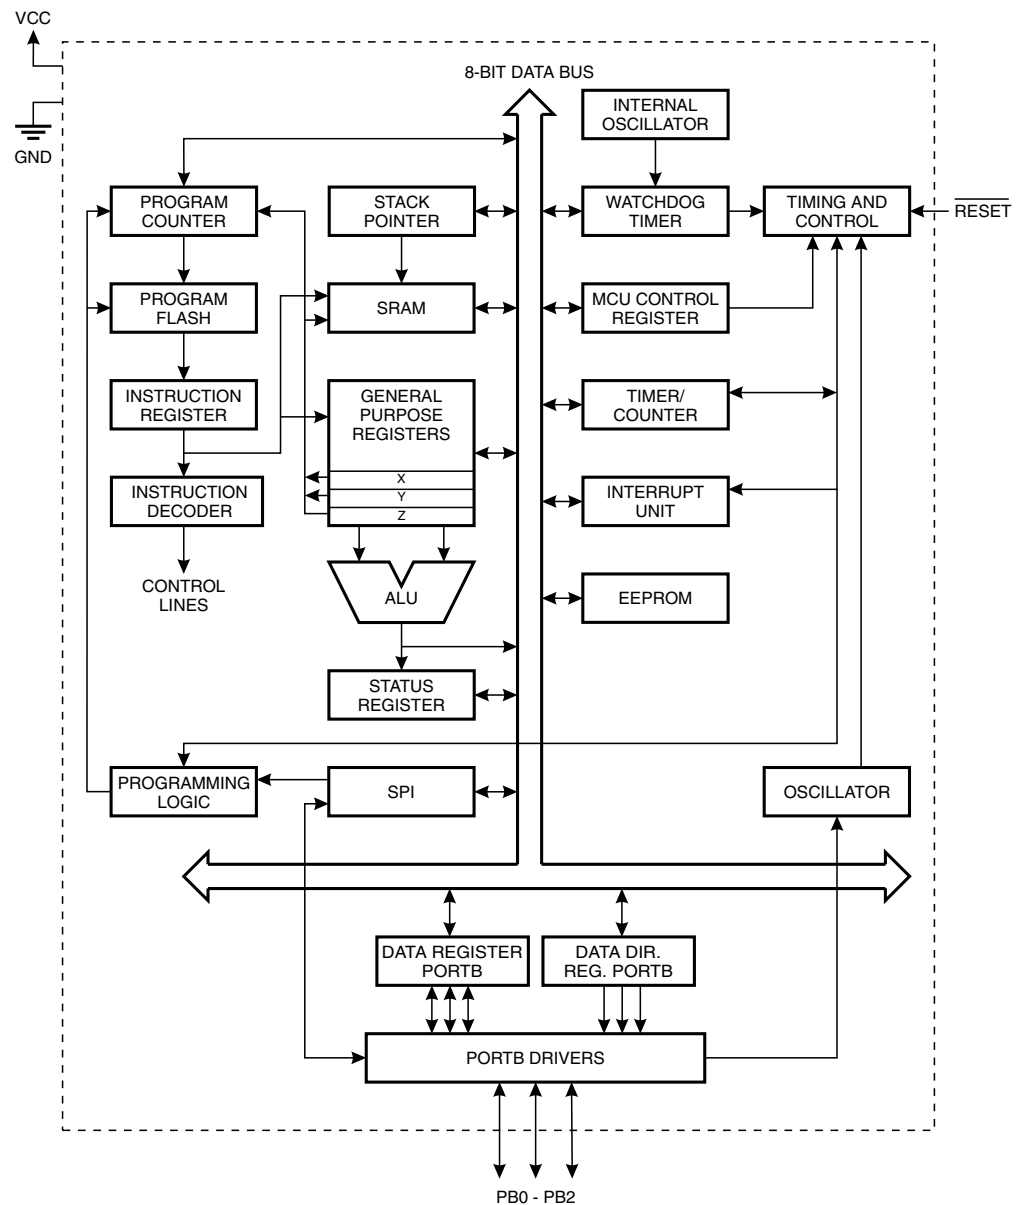 VCC
GND
8-BIT DATA BUS
INTERNAL
OSCILLATOR
PROGRAM
COUNTER
STACK
POINTER
WATCHDOG
TIMER
TIMING AND
CONTROL
RESET
PROGRAM
FLASH
SRAM
MCU CONTROL
REGISTER
INSTRUCTION
REGISTER
GENERAL
PURPOSE
REGISTERS
X
Y
Z
TIMER/
COUNTER
INSTRUCTION
DECODER
INTERRUPT
UNIT
CONTROL
LINES
ALU
EEPROM
STATUS
REGISTER
PROGRAMMING
LOGIC
SPI
OSCILLATOR
DATA REGISTER
PORTB
DATA DIR.
REG. PORTB
PORTB DRIVERS
PB0 - PB2